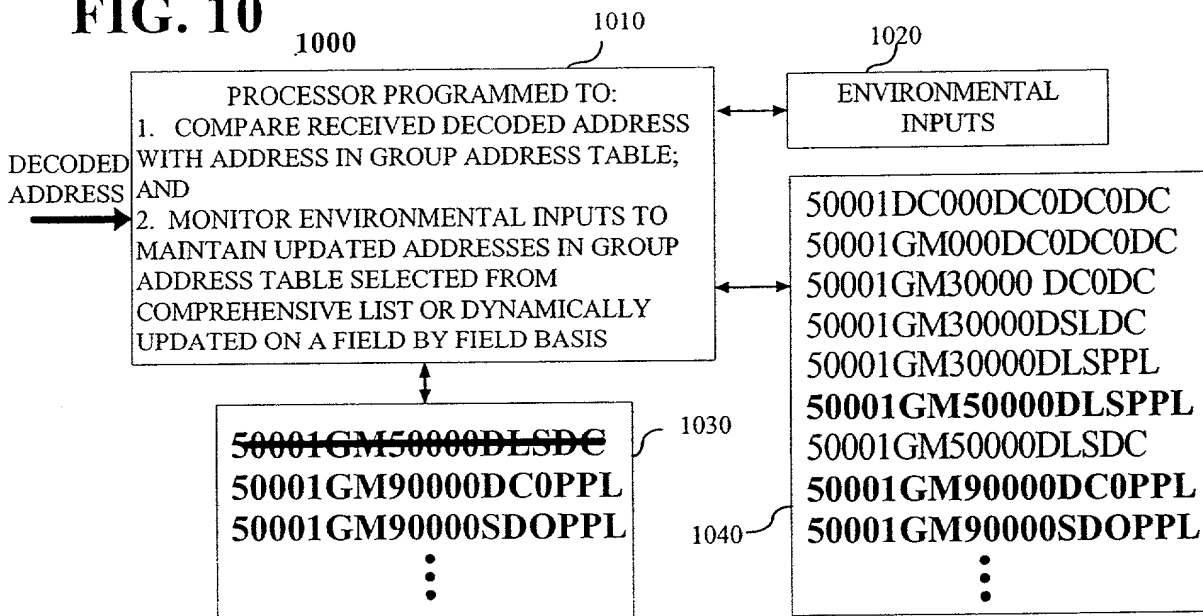 FIG. 10
1000
1010
1020
PROCESSOR PROGRAMMED TO:
1. COMPARE RECEIVED DECODED ADDRESS
WITH ADDRESS IN GROUP ADDRESS TABLE;
AND
2. MONITOR ENVIRONMENTAL INPUTS TO
MAINTAIN UPDATED ADDRESSES IN GROUP
ADDRESS TABLE SELECTED FROM
COMPREHENSIVE LIST OR DYNAMICALLY
UPDATED ON A FIELD BY FIELD BASIS
DECODED
ADDRESS
ENVIRONMENTAL
INPUTS
50001DC000DC0DC0DC
50001GM000DC0DC0DC
50001GM30000 DC0DC
50001GM30000DSLDC
50001GM30000DLSPPL
50001GM50000DLSPPL
50001GM50000DLSDC
50001GM90000DC0PPL
50001GM90000SDOPPL
1040
50001GM50000DLSDC
50001GM90000DC0PPL
50001GM90000SDOPPL
1030